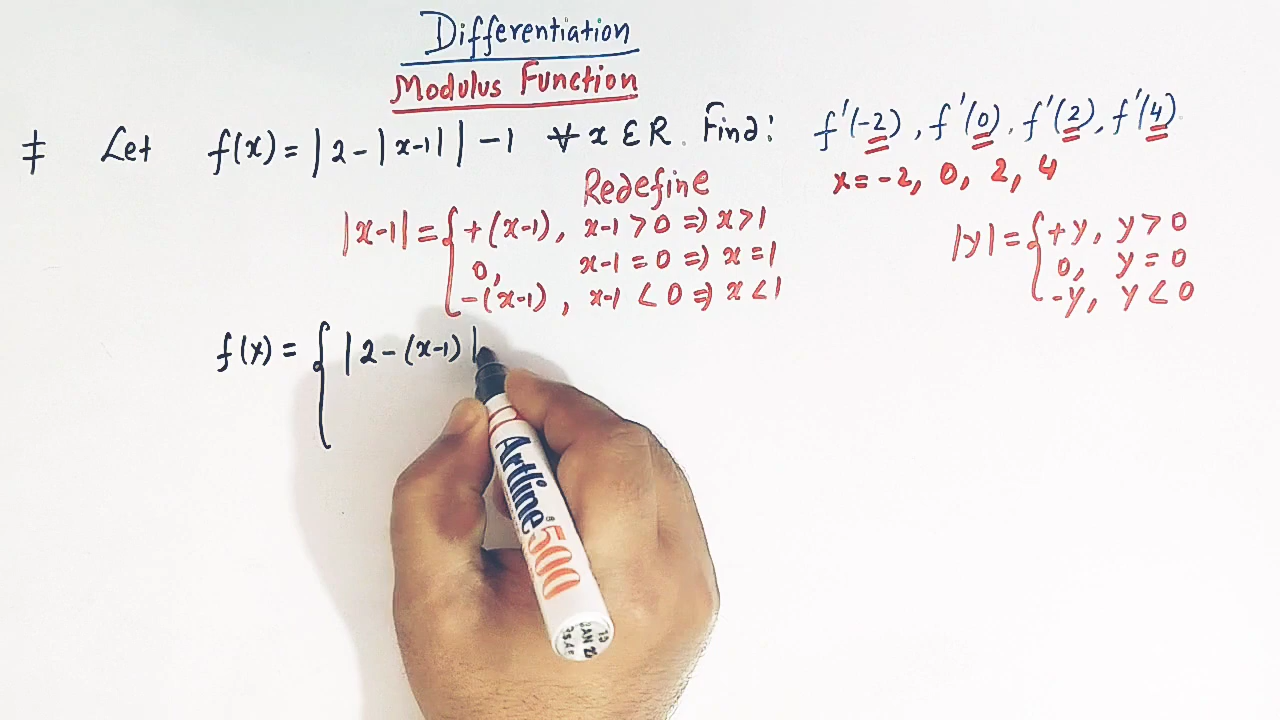 Differentiation
Modulus Function
Let f(x) = |2 - |x-1|| - 1 ∀ x ∈ R. Find: f'(-2), f'(0), f'(2), f'(4).
Redefine
x = -2, 0, 2, 4
|x-1| = { +(x-1), x-1 > 0 ⇒ x > 1
0, x-1 = 0 ⇒ x = 1
-(x-1), x-1 < 0 ⇒ x < 1
|y| = { +y, y > 0
0, y = 0
-y, y < 0
f(x) = { |2 - (x-1)|
Artline 500